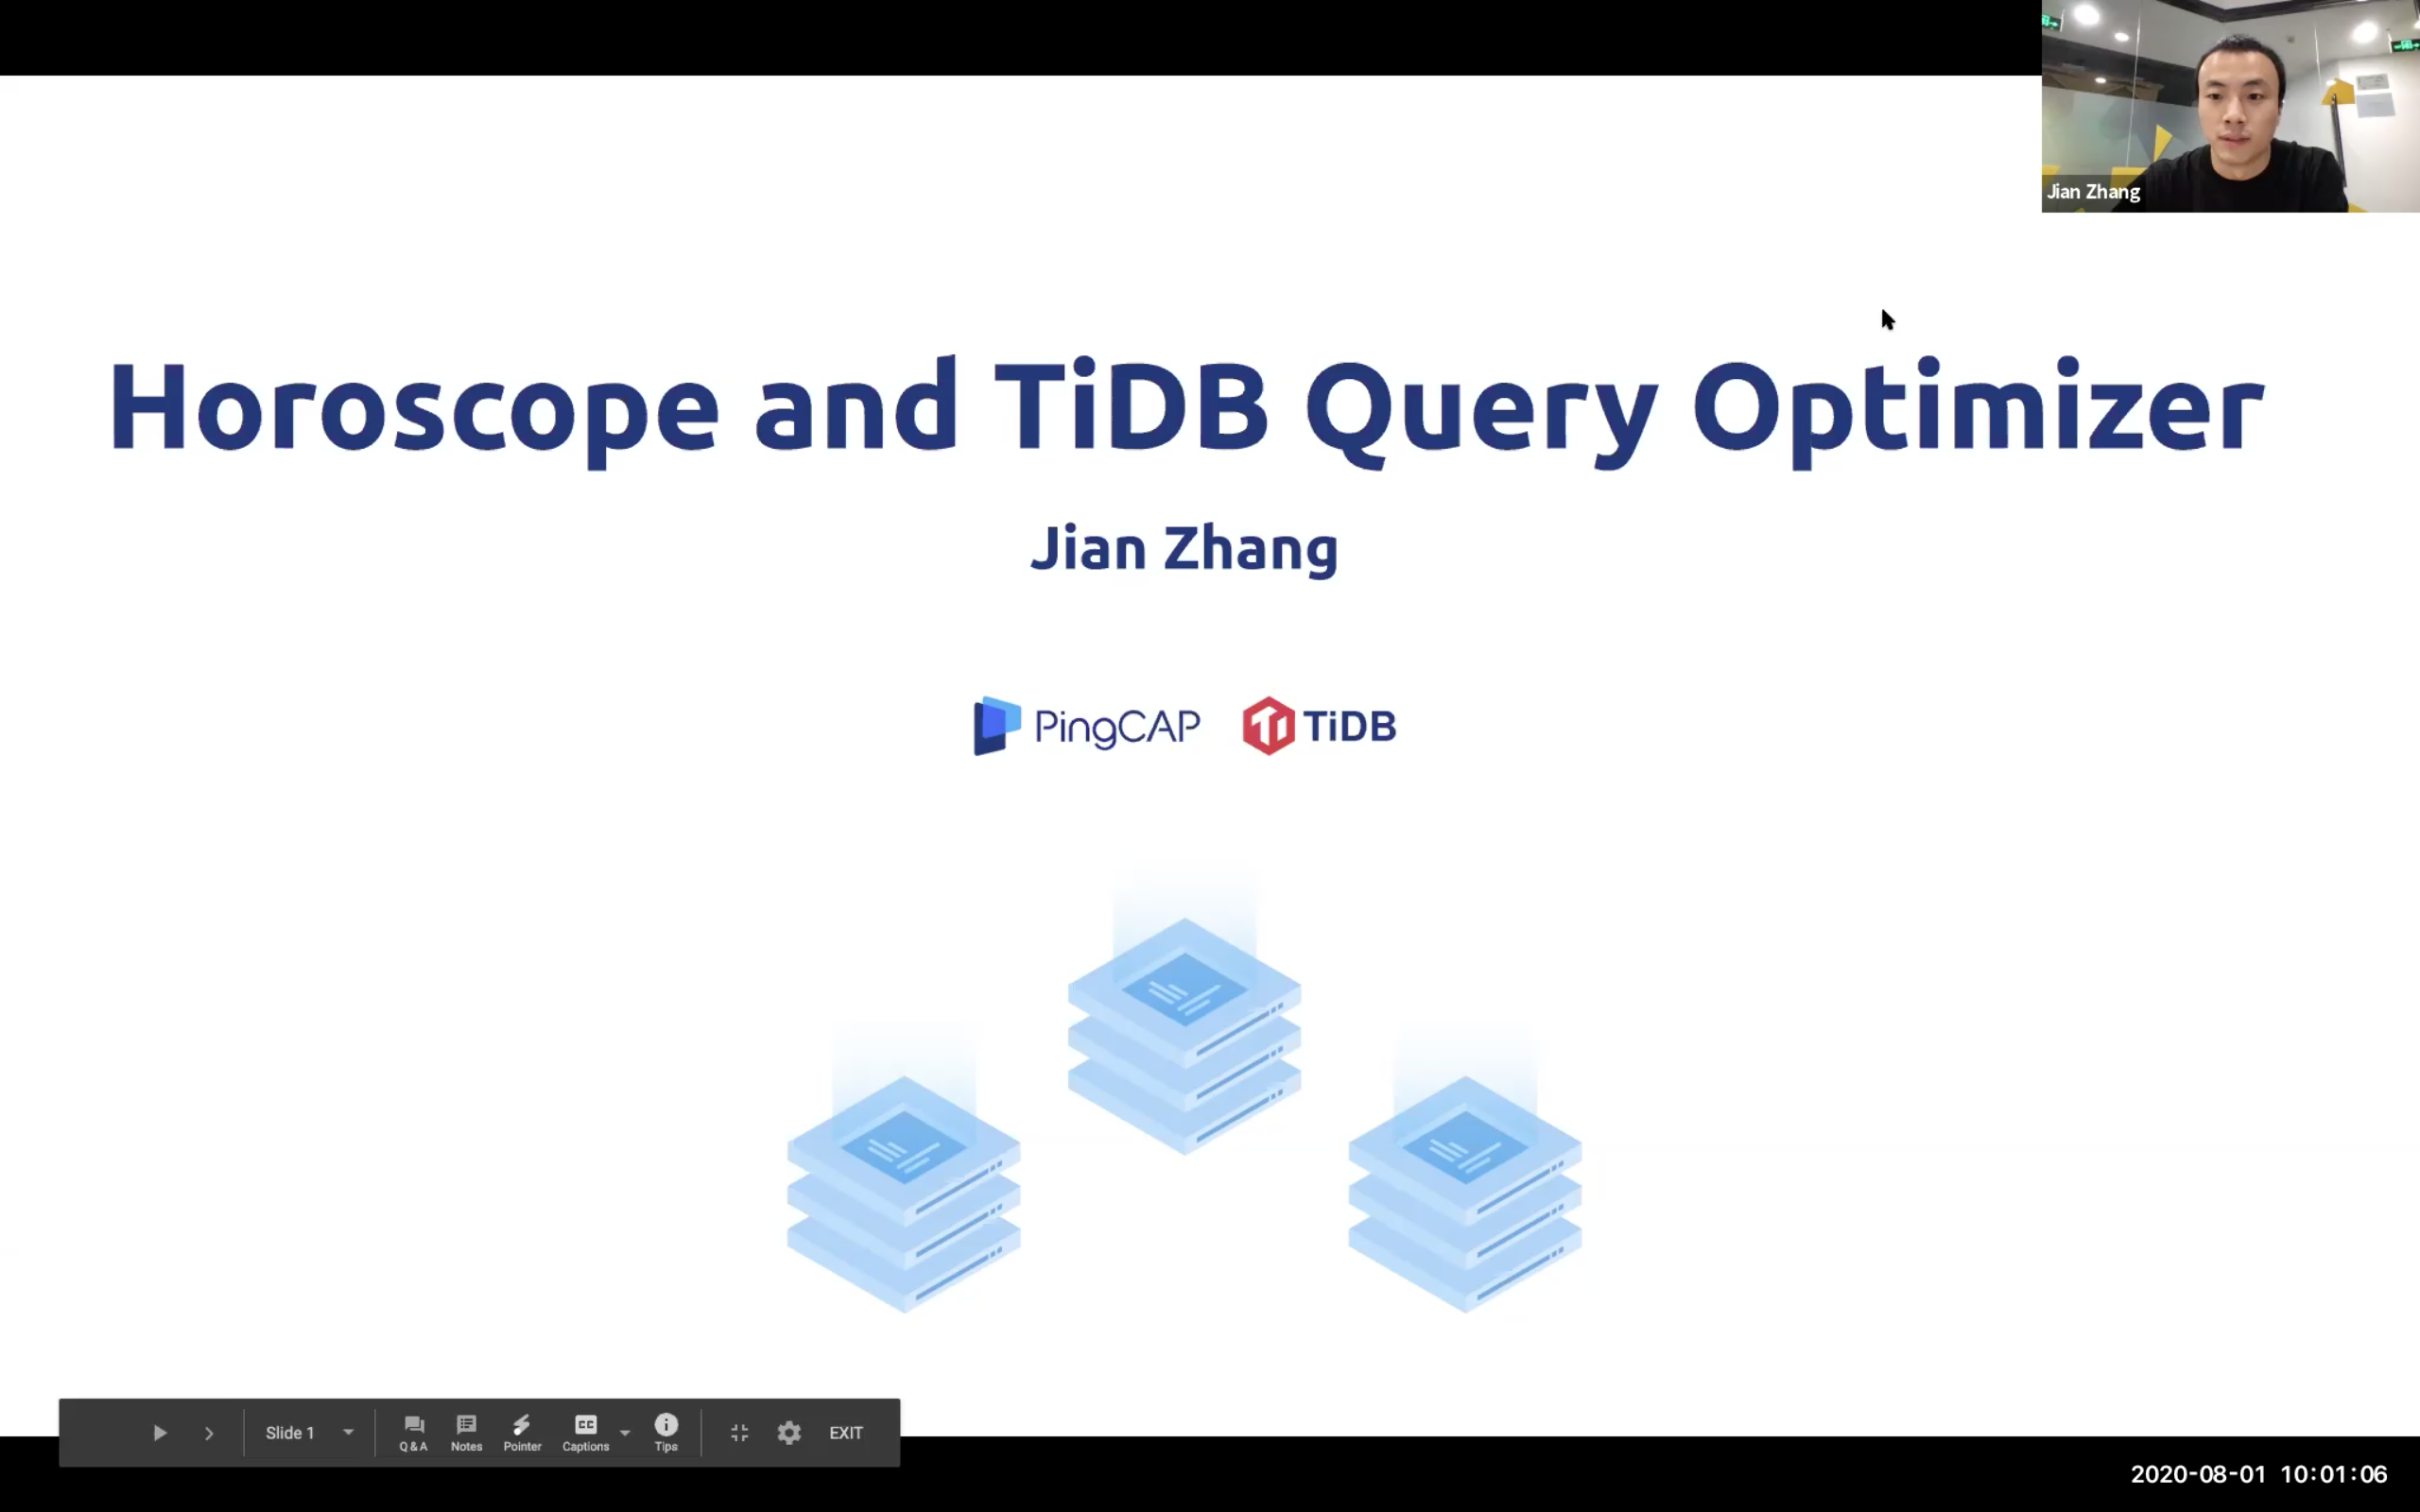 Jian Zhang
Horoscope and TiDB Query Optimizer
Jian Zhang
PingCAP TiDB
Slide 1
Q & A
Notes
Pointer
CC
Captions
Tips
EXIT
2020-08-01 10:01:06